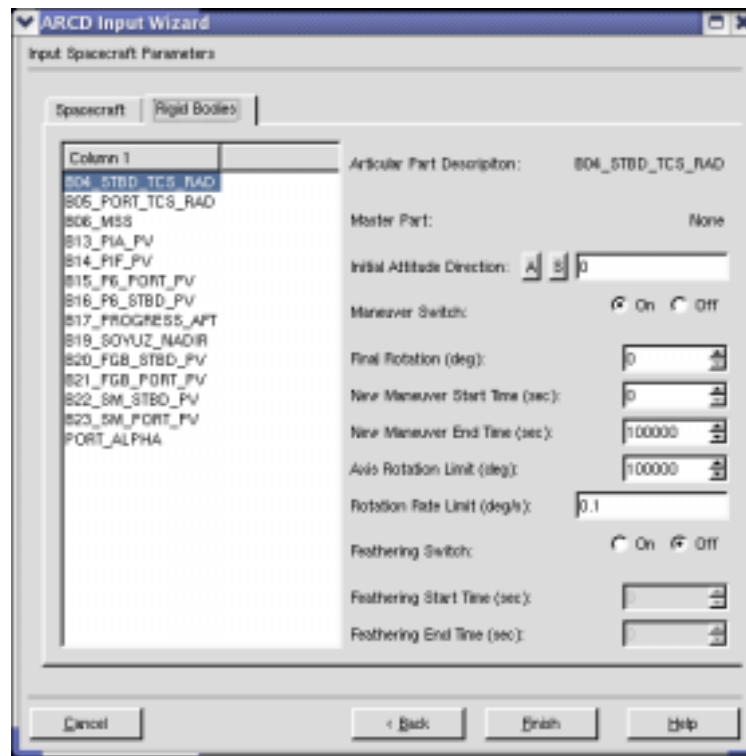 ARCD Input Wizard
Input Spacecraft Parameters
Spacecraft Rigid Bodies
Column 1
B04_STBD_TCS_RAD
B05_PORT_TCS_RAD
B06_MSS
B13_PIA_PV
B14_PIF_PV
B15_P6_PORT_PV
B16_P6_STBD_PV
B17_PROGRESS_AFT
B19_SOYUZ_NADIR
B20_FGB_STBD_PV
B21_FGB_PORT_PV
B22_SM_STBD_PV
B23_SM_PORT_PV
PORT_ALPHA
Articular Part Descripiton: B04_STBD_TCS_RAD
Master Part: None
Initial Attitude Direction: A B 0
Maneuver Switch: On Off
Final Rotation (deg): 0
New Maneuver Start Time (sec): 0
New Maneuver End Time (sec): 100000
Axis Rotation Limit (deg): 100000
Rotation Rate Limit (deg/s): 0.1
Feathering Switch: On Off
Feathering Start Time (sec): 0
Feathering End Time (sec): 0
Cancel < Back Finish Help